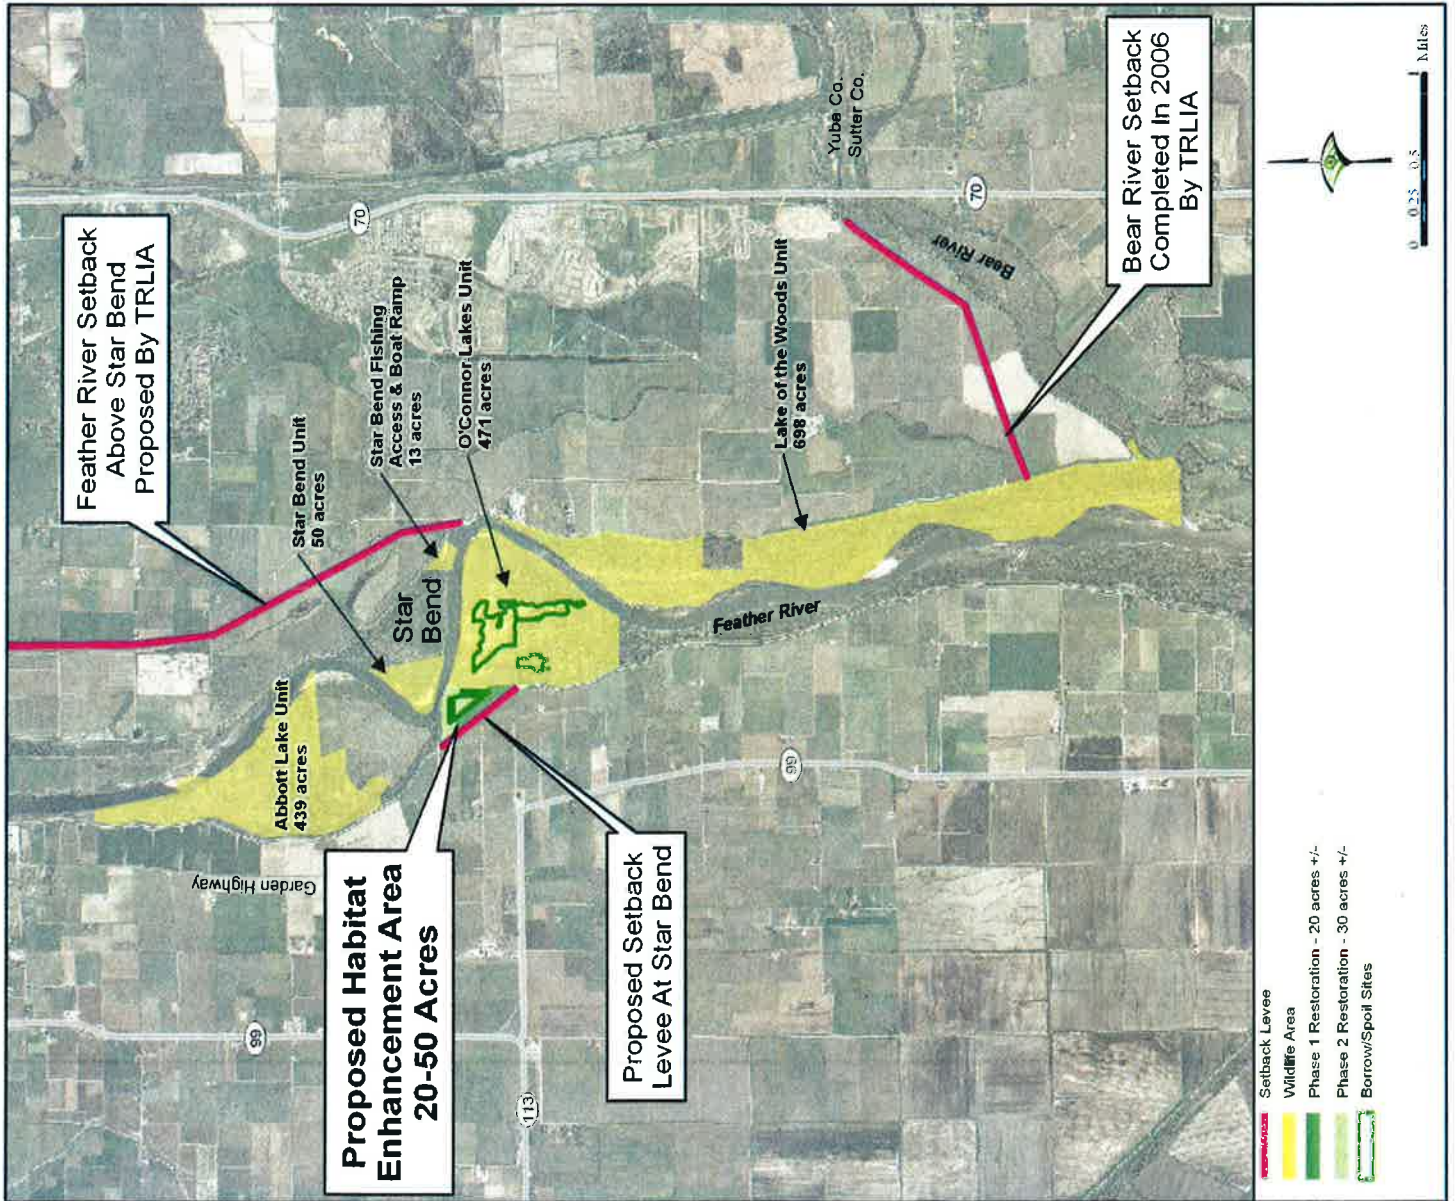 Feather River Setback
Above Star Bend
Proposed By TRLIA
Star Bend Unit
50 acres
Star Bend Fishing
Access & Boat Ramp
13 acres
O'Connor Lakes Unit
471 acres
70
Yuba Co.
Sutter Co.
Lake of the Woods Unit
698 acres
70
Bear River
Bear River Setback
Completed In 2006
By TRLIA
Star
Bend
Feather River
Abbott Lake Unit
439 acres
Garden Highway
Proposed Habitat
Enhancement Area
20-50 Acres
Proposed Setback
Levee At Star Bend
99
99
113
Setback Levee
Wildlife Area
Phase 1 Restoration - 20 acres +/-
Phase 2 Restoration - 30 acres +/-
Borrow/Spoil Sites
0 0.25 0.5 1
Miles